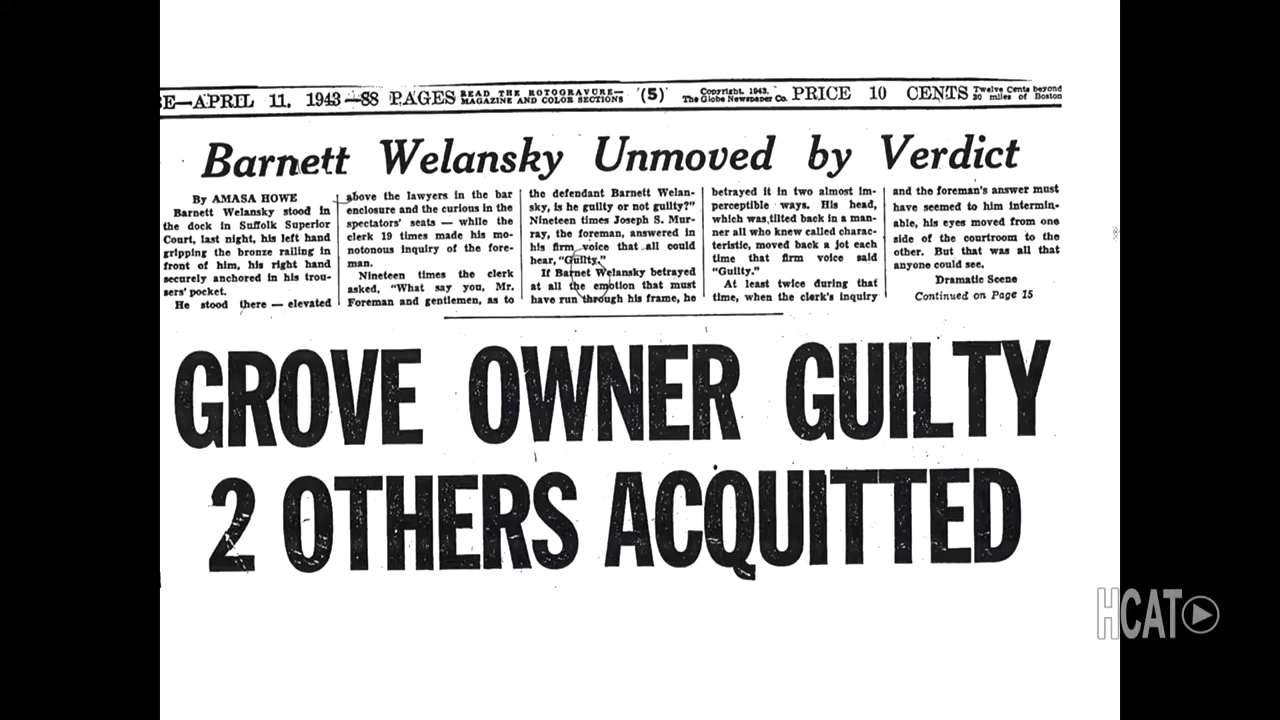 E—APRIL 11, 1943—88 PAGES READ THE ROTOGRAVURE— MAGAZINE AND COLOR SECTIONS (5) Copyright, 1943, The Globe Newspaper Co. PRICE 10 CENTS Twelve Cents beyond 30 miles of Boston
Barnett Welansky Unmoved by Verdict
By AMASA HOWE
Barnett Welansky stood in
the dock in Suffolk Superior
Court, last night, his left hand
gripping the bronze railing in
front of him, his right hand
securely anchored in his trou-
sers' pocket.
He stood there — elevated
above the lawyers in the bar
enclosure and the curious in the
spectators' seats — while the
clerk 19 times made his mo-
notonous inquiry of the fore-
man.
Nineteen times the clerk
asked, "What say you, Mr.
Foreman and gentlemen, as to
the defendant Barnett Welan-
sky, is he guilty or not guilty?"
Nineteen times Joseph S. Mur-
ray, the foreman, answered in
his firm voice that all could
hear, "Guilty."
If Barnet Welansky betrayed
at all the emotion that must
have run through his frame, he
betrayed it in two almost im-
perceptible ways. His head,
which was tilted back in a man-
ner all who knew called charac-
teristic, moved back a jot each
time that firm voice said
"Guilty."
At least twice during that
time, when the clerk's inquiry
and the foreman's answer must
have seemed to him intermin-
able, his eyes moved from one
side of the courtroom to the
other. But that was all that
anyone could see.
Dramatic Scene
Continued on Page 15
GROVE OWNER GUILTY
2 OTHERS ACQUITTED
HCAT